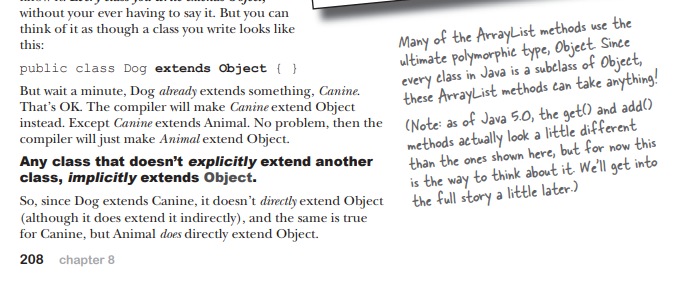 without your ever having to say it. But you can
think of it as though a class you write looks like
this:
public class Dog extends Object { }
But wait a minute, Dog already extends something, Canine.
That's OK. The compiler will make Canine extend Object
instead. Except Canine extends Animal. No problem, then the
compiler will just make Animal extend Object.
Any class that doesn't explicitly extend another
class, implicitly extends Object.
So, since Dog extends Canine, it doesn't directly extend Object
(although it does extend it indirectly), and the same is true
for Canine, but Animal does directly extend Object.
208 chapter 8
Many of the ArrayList methods use the
ultimate polymorphic type, Object. Since
every class in Java is a subclass of Object,
these ArrayList methods can take anything!
(Note: as of Java 5.0, the get() and add()
methods actually look a little different
than the ones shown here, but for now this
is the way to think about it. We'll get into
the full story a little later.)